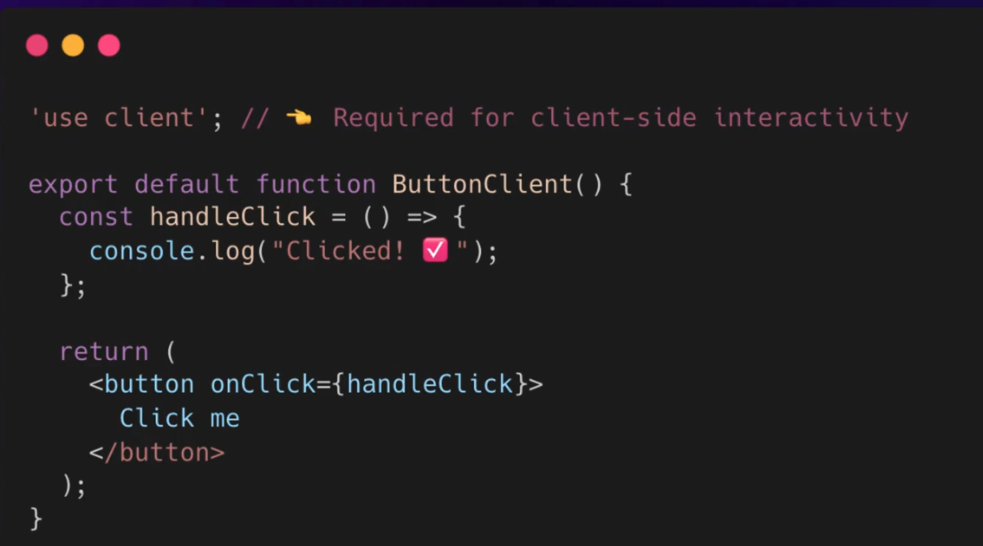 'use client'; // 👈 Required for client-side interactivity
export default function ButtonClient() {
const handleClick = () => {
console.log("Clicked! ✅ ");
};
return (
<button onClick={handleClick}>
Click me
</button>
);
}